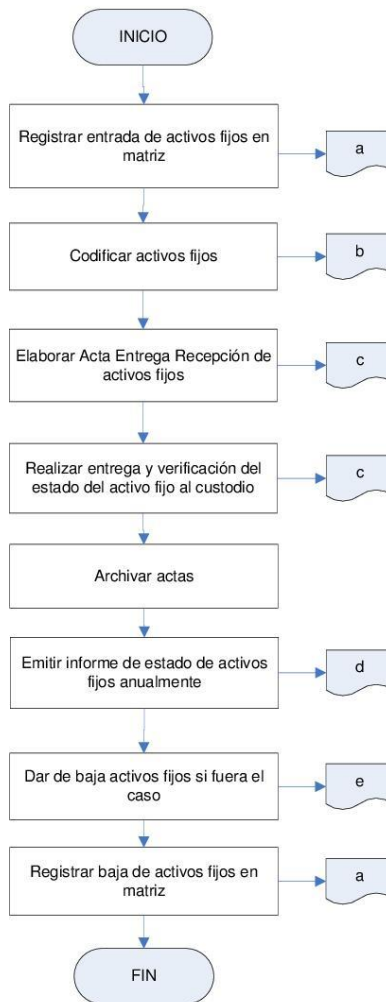 INICIO
Registrar entrada de activos fijos en
matriz
a
Codificar activos fijos
b
Elaborar Acta Entrega Recepción de
activos fijos
c
Realizar entrega y verificación del
estado del activo fijo al custodio
c
Archivar actas
Emitir informe de estado de activos
fijos anualmente
d
Dar de baja activos fijos si fuera el
caso
e
Registrar baja de activos fijos en
matriz
a
FIN